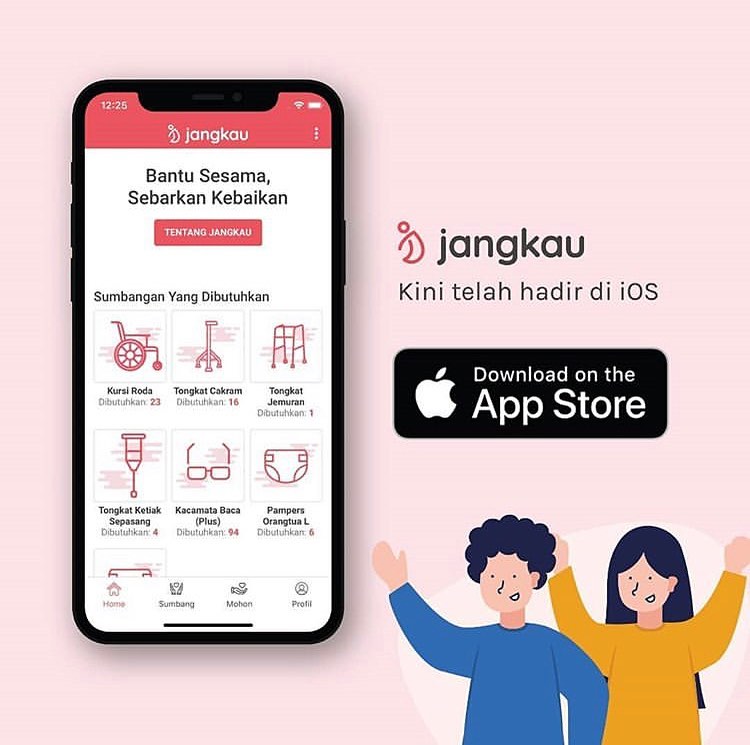 12:25
jangkau
Bantu Sesama,
Sebarkan Kebaikan
TENTANG JANGKAU
Sumbangan Yang Dibutuhkan
Kursi Roda
Dibutuhkan: 23
Tongkat Cakram
Dibutuhkan: 16
Tongkat
Jemuran
Dibutuhkan: 1
Tongkat Ketiak
Sepasang
Dibutuhkan: 4
Kacamata Baca
(Plus)
Dibutuhkan: 94
Pampers
Orangtua L
Dibutuhkan: 6
Home
Sumbang
Mohon
Profil
jangkau
Kini telah hadir di iOS
Download on the
App Store